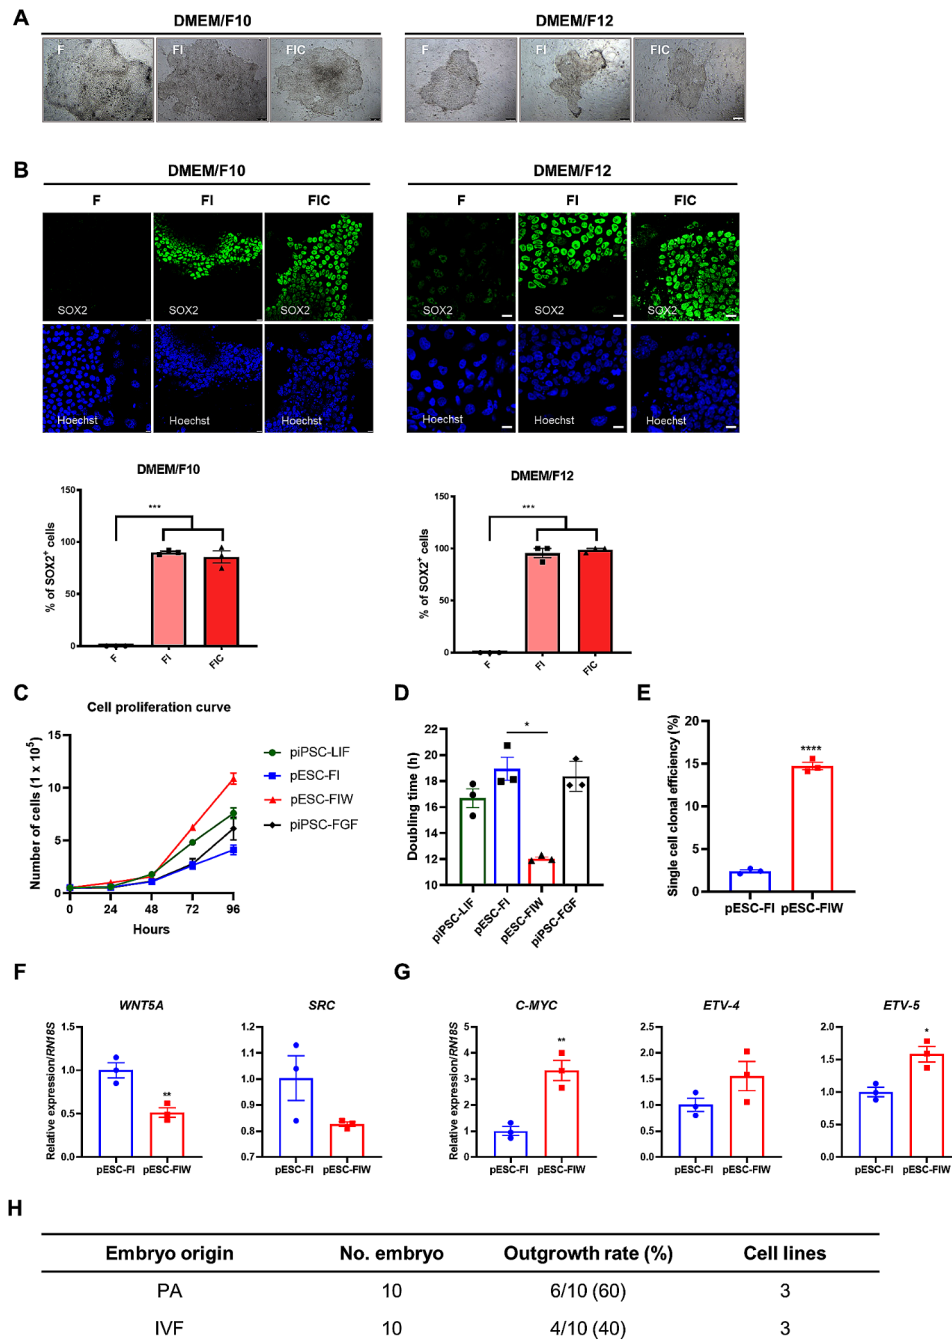 A
DMEM/F10
DMEM/F12
F
FI
FIC
F
FI
FIC
B
DMEM/F10
DMEM/F12
F
FI
FIC
F
FI
FIC
SOX2
SOX2
SOX2
SOX2
SOX2
SOX2
Hoechst
Hoechst
Hoechst
Hoechst
Hoechst
Hoechst
DMEM/F10
% of SOX2+ cells
150
100
50
0
***
F
FI
FIC
DMEM/F12
% of SOX2+ cells
150
100
50
0
***
F
FI
FIC
C
Cell proliferation curve
Number of cells (1 x 10^5)
15
10
5
0
0
24
48
72
96
Hours
piPSC-LIF
pESC-FI
pESC-FIW
piPSC-FGF
D
Doubling time (h)
22
20
18
16
14
12
10
*
piPSC-LIF
pESC-FI
pESC-FIW
piPSC-FGF
E
Single cell clonal efficiency (%)
20
15
10
5
0
****
pESC-FI
pESC-FIW
F
WNT5A
Relative expression/RN18S
1.5
1.0
0.5
0.0
**
pESC-FI
pESC-FIW
SRC
1.2
1.1
1.0
0.9
0.8
0.7
pESC-FI
pESC-FIW
G
C-MYC
Relative expression/RN18S
5
4
3
2
1
0
**
pESC-FI
pESC-FIW
ETV-4
2.5
2.0
1.5
1.0
0.5
0.0
pESC-FI
pESC-FIW
ETV-5
2.0
1.5
1.0
0.5
0.0
*
pESC-FI
pESC-FIW
H
Embryo origin No. embryo Outgrowth rate (%) Cell lines
PA 10 6/10 (60) 3
IVF 10 4/10 (40) 3